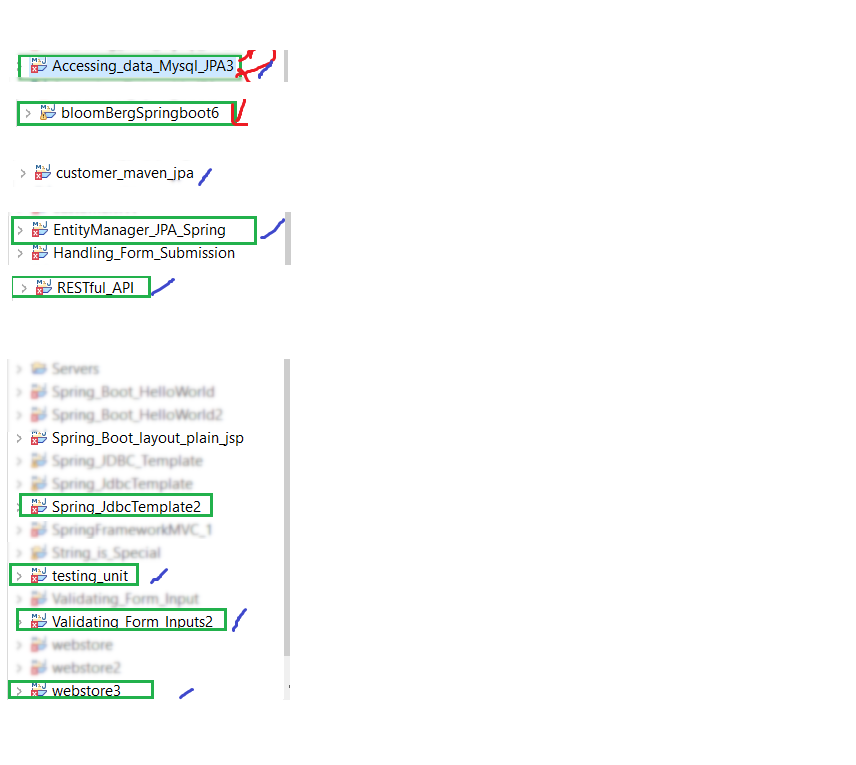 Accessing_data_Mysql_JPA3
bloomBergSpringboot6
customer_maven_jpa
EntityManager_JPA_Spring
Handling_Form_Submission
RESTful_API
Servers
Spring_Boot_HelloWorld
Spring_Boot_HelloWorld2
Spring_Boot_layout_plain_jsp
Spring_JDBC_Template
Spring_JdbcTemplate
Spring_JdbcTemplate2
SpringFrameworkMVC_1
String_is_Special
testing_unit
Validating_Form_Input
Validating_Form_Inputs2
webstore
webstore2
webstore3